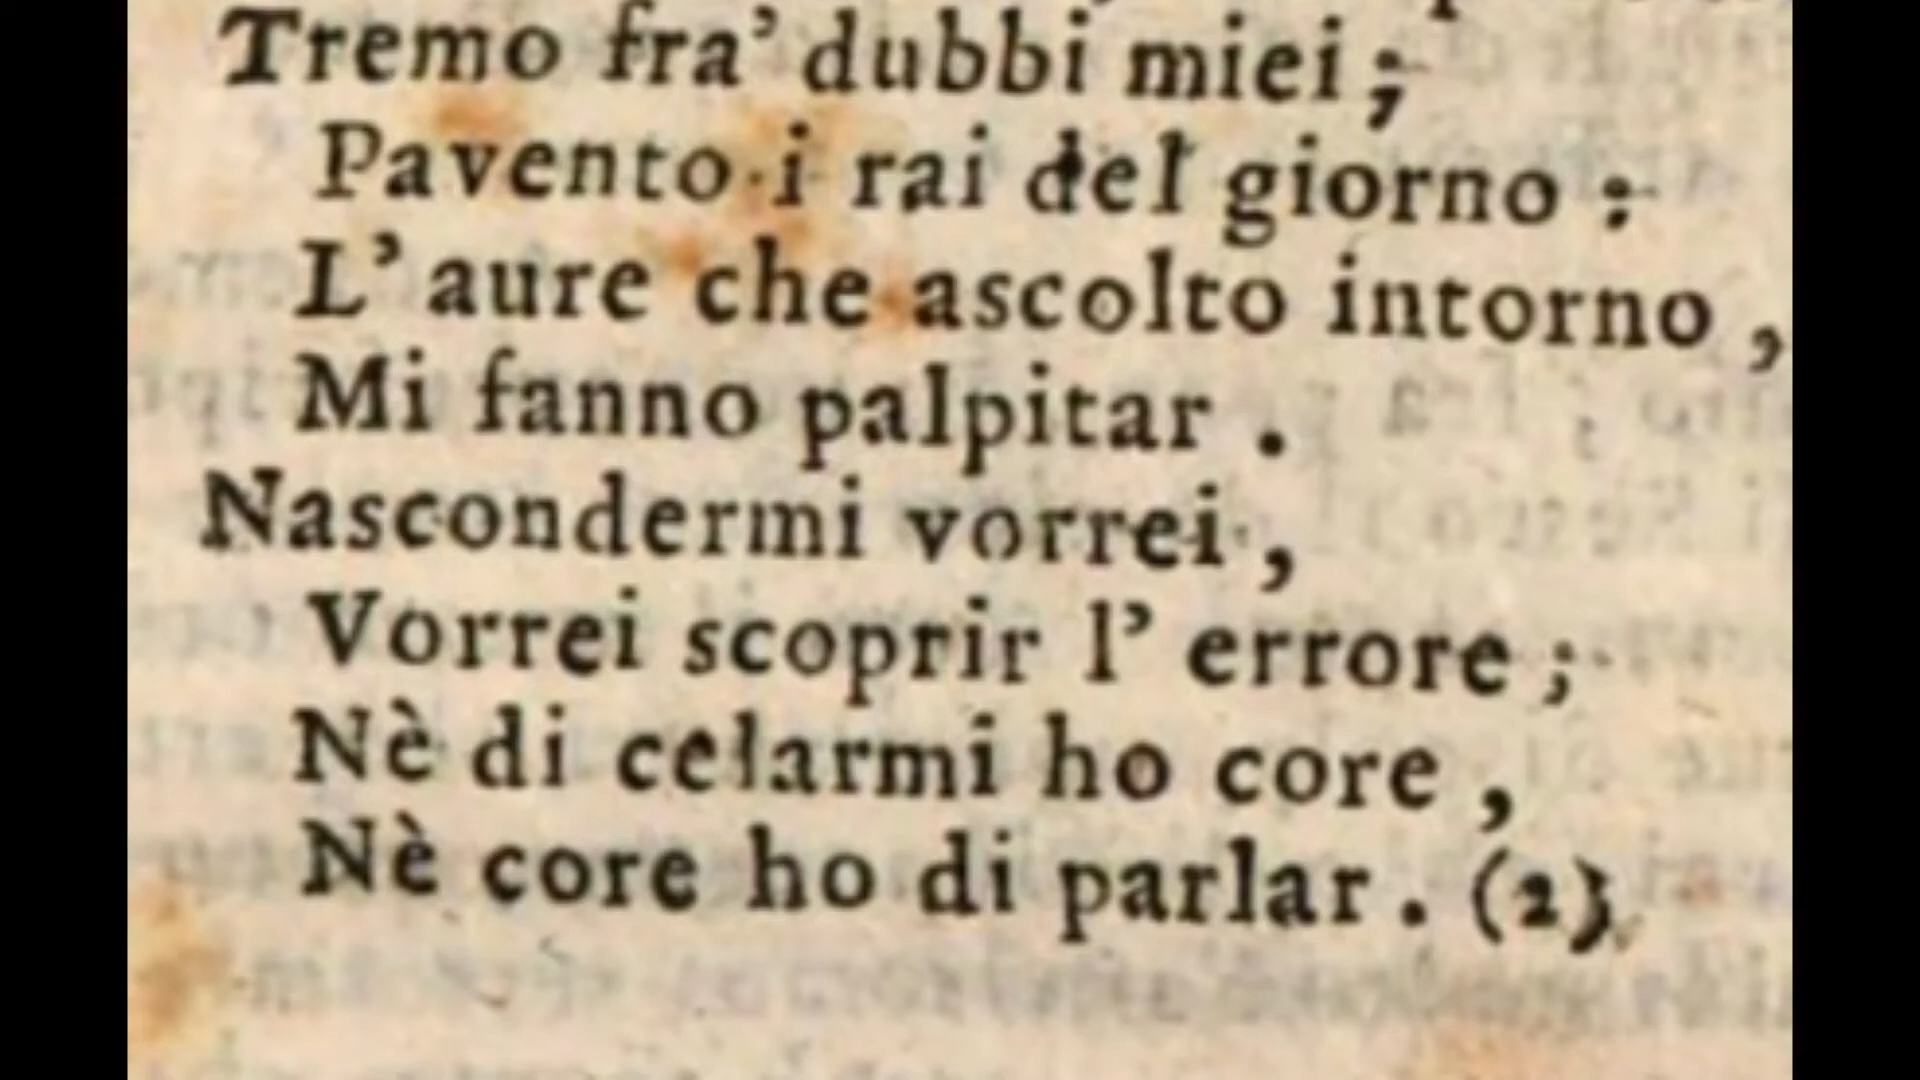 Tremo fra' dubbi miei;
Pavento i rai del giorno:
L'aure che ascolto intorno,
Mi fanno palpitar.
Nascondermi vorrei,
Vorrei scoprir l'errore;
Nè di celarmi ho core,
Nè core ho di parlar. (2)